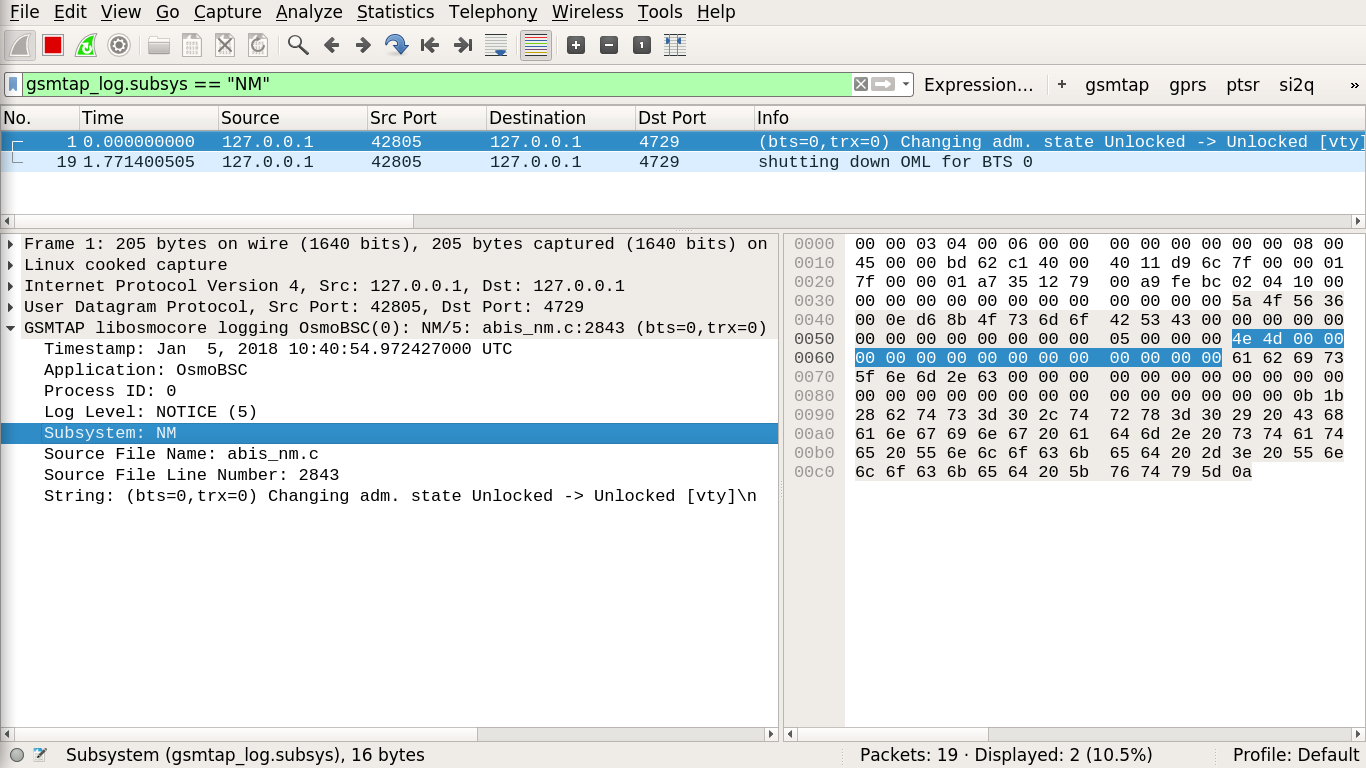 File Edit View Go Capture Analyze Statistics Telephony Wireless Tools Help
gsmtap_log.subsys == "NM" Expression… + gsmtap gprs ptsr si2q »
No. Time Source Src Port Destination Dst Port Info
1 0.000000000 127.0.0.1 42805 127.0.0.1 4729 (bts=0,trx=0) Changing adm. state Unlocked -> Unlocked [vty]
19 1.771400505 127.0.0.1 42805 127.0.0.1 4729 shutting down OML for BTS 0
Frame 1: 205 bytes on wire (1640 bits), 205 bytes captured (1640 bits) on
Linux cooked capture
Internet Protocol Version 4, Src: 127.0.0.1, Dst: 127.0.0.1
User Datagram Protocol, Src Port: 42805, Dst Port: 4729
GSMTAP libosmocore logging OsmoBSC(0): NM/5: abis_nm.c:2843 (bts=0,trx=0)
Timestamp: Jan  5, 2018 10:40:54.972427000 UTC
Application: OsmoBSC
Process ID: 0
Log Level: NOTICE (5)
Subsystem: NM
Source File Name: abis_nm.c
Source File Line Number: 2843
String: (bts=0,trx=0) Changing adm. state Unlocked -> Unlocked [vty]\n
0000 00 00 03 04 00 06 00 00 00 00 00 00 00 00 08 00
0010 45 00 00 bd 62 c1 40 00 40 11 d9 6c 7f 00 00 01
0020 7f 00 00 01 a7 35 12 79 00 a9 fe bc 02 04 10 00
0030 00 00 00 00 00 00 00 00 00 00 00 00 5a 4f 56 36
0040 00 0e d6 8b 4f 73 6d 6f 42 53 43 00 00 00 00 00
0050 00 00 00 00 00 00 00 00 05 00 00 00 4e 4d 00 00
0060 00 00 00 00 00 00 00 00 00 00 00 00 61 62 69 73
0070 5f 6e 6d 2e 63 00 00 00 00 00 00 00 00 00 00 00
0080 00 00 00 00 00 00 00 00 00 00 00 00 00 00 0b 1b
0090 28 62 74 73 3d 30 2c 74 72 78 3d 30 29 20 43 68
00a0 61 6e 67 69 6e 67 20 61 64 6d 2e 20 73 74 61 74
00b0 65 20 55 6e 6c 6f 63 6b 65 64 20 2d 3e 20 55 6e
00c0 6c 6f 63 6b 65 64 20 5b 76 74 79 5d 0a
Subsystem (gsmtap_log.subsys), 16 bytes Packets: 19 · Displayed: 2 (10.5%) Profile: Default